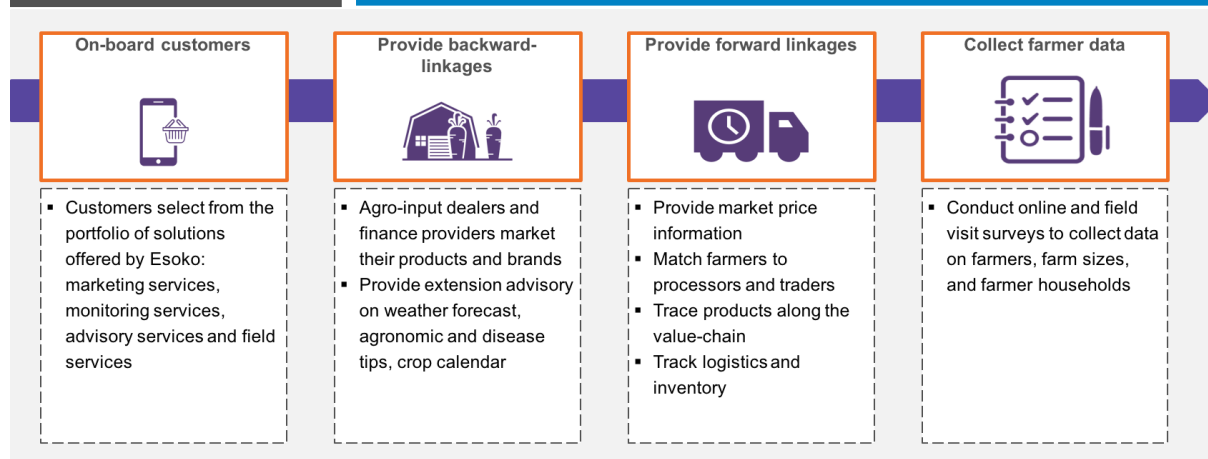 On-board customers
▪ Customers select from the
portfolio of solutions
offered by Esoko:
marketing services,
monitoring services,
advisory services and field
services
Provide backward-
linkages
▪ Agro-input dealers and
finance providers market
their products and brands
▪ Provide extension advisory
on weather forecast,
agronomic and disease
tips, crop calendar
Provide forward linkages
▪ Provide market price
information
▪ Match farmers to
processors and traders
▪ Trace products along the
value-chain
▪ Track logistics and
inventory
Collect farmer data
▪ Conduct online and field
visit surveys to collect data
on farmers, farm sizes,
and farmer households